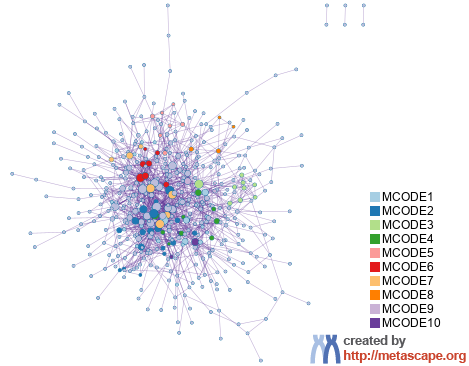 MCODE1
MCODE2
MCODE3
MCODE4
MCODE5
MCODE6
MCODE7
MCODE8
MCODE9
MCODE10
created by
http://metascape.org